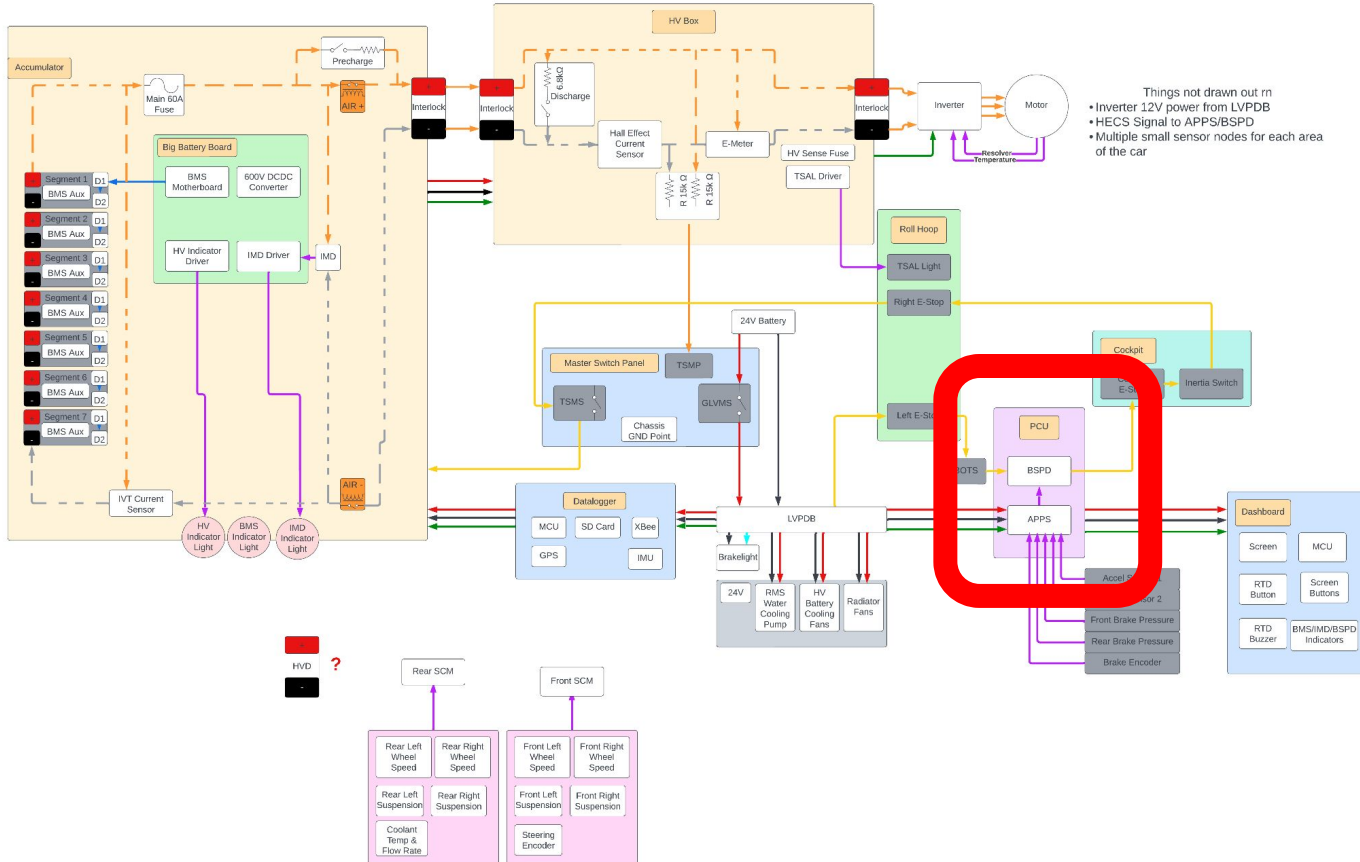 Accumulator
Precharge
Main 60A
Fuse
AIR +
+
Interlock
-
Big Battery Board
BMS
Motherboard
600V DCDC
Converter
HV Indicator
Driver
IMD Driver
IMD
+
Segment 1
D1
BMS Aux
-
D2
+
Segment 2
D1
BMS Aux
-
D2
+
Segment 3
D1
BMS Aux
-
D2
+
Segment 4
D1
BMS Aux
-
D2
+
Segment 5
D1
BMS Aux
-
D2
+
Segment 6
D1
BMS Aux
-
D2
+
Segment 7
D1
BMS Aux
-
D2
IVT Current
Sensor
AIR -
HV
Indicator
Light
BMS
Indicator
Light
IMD
Indicator
Light
HV Box
+
Interlock
-
6.8kΩ
Discharge
Hall Effect
Current
Sensor
E-Meter
R 15k Ω
R 15k Ω
HV Sense Fuse
TSAL Driver
+
Interlock
-
Inverter
Motor
Resolver
Temperature
Things not drawn out rn
• Inverter 12V power from LVPDB
• HECS Signal to APPS/BSPD
• Multiple small sensor nodes for each area
of the car
Roll Hoop
TSAL Light
Right E-Stop
Left E-Sto
24V Battery
Master Switch Panel
TSMP
TSMS
GLVMS
Chassis
GND Point
Cockpit
Inertia Switch
PCU
OTS
BSPD
APPS
Datalogger
MCU
SD Card
XBee
GPS
IMU
LVPDB
Brakelight
24V
RMS
Water
Cooling
Pump
HV
Battery
Cooling
Fans
Radiator
Fans
Accel
1
sor 2
Front Brake Pressure
Rear Brake Pressure
Brake Encoder
Dashboard
Screen
MCU
RTD
Button
Screen
Buttons
RTD
Buzzer
BMS/IMD/BSPD
Indicators
+
HVD
-
?
Rear SCM
Front SCM
Rear Left
Wheel
Speed
Rear Right
Wheel
Speed
Rear Left
Suspension
Rear Right
Suspension
Coolant
Temp &
Flow Rate
Front Left
Wheel
Speed
Front Right
Wheel
Speed
Front Left
Suspension
Front Right
Suspension
Steering
Encoder